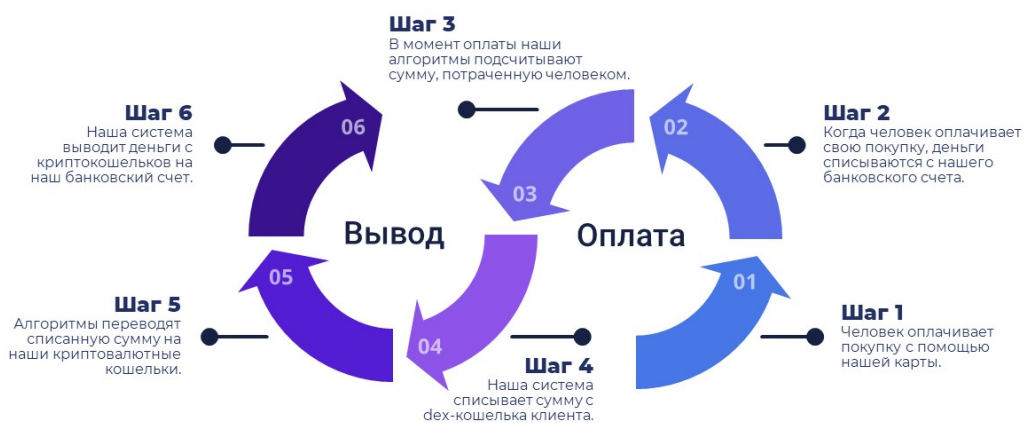 Шаг 3
В момент оплаты наши
алгоритмы подсчитывают
сумму, потраченную человеком.
Шаг 6
Наша система
выводит деньги с
криптокошельков на
наш банковский счет.
06
02
Шаг 2
Когда человек оплачивает
свою покупку, деньги
списываются с нашего
банковского счета.
03
Вывод
Оплата
05
01
Шаг 5
Алгоритмы переводят
списанную сумму на
наши криптовалютные
кошельки.
04
Шаг 4
Наша система
списывает сумму с
dex-кошелька клиента.
Шаг 1
Человек оплачивает
покупку с помощью
нашей карты.